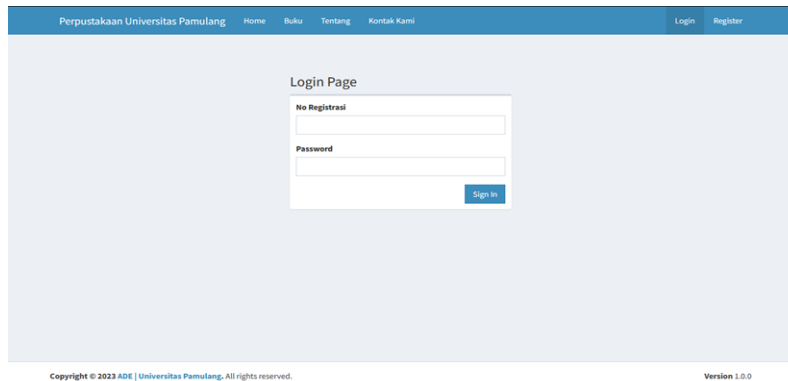 Perpustakaan Universitas Pamulang Home Buku Tentang Kontak Kami Login Register
Login Page
No Registrasi
Password
Sign In
Copyright © 2023 ADE | Universitas Pamulang. All rights reserved. Version 1.0.0